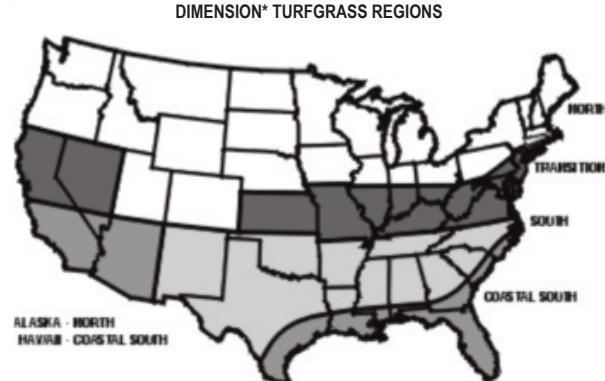 DIMENSION* TURFGRASS REGIONS
NORTH
TRANSITION
SOUTH
COASTAL SOUTH
ALASKA - NORTH
HAWAII - COASTAL SOUTH